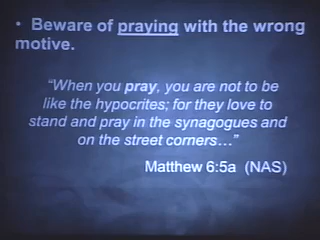 • Beware of praying with the wrong
motive.
“When you pray, you are not to be
like the hypocrites; for they love to
stand and pray in the synagogues and
on the street corners…”
Matthew 6:5a (NAS)